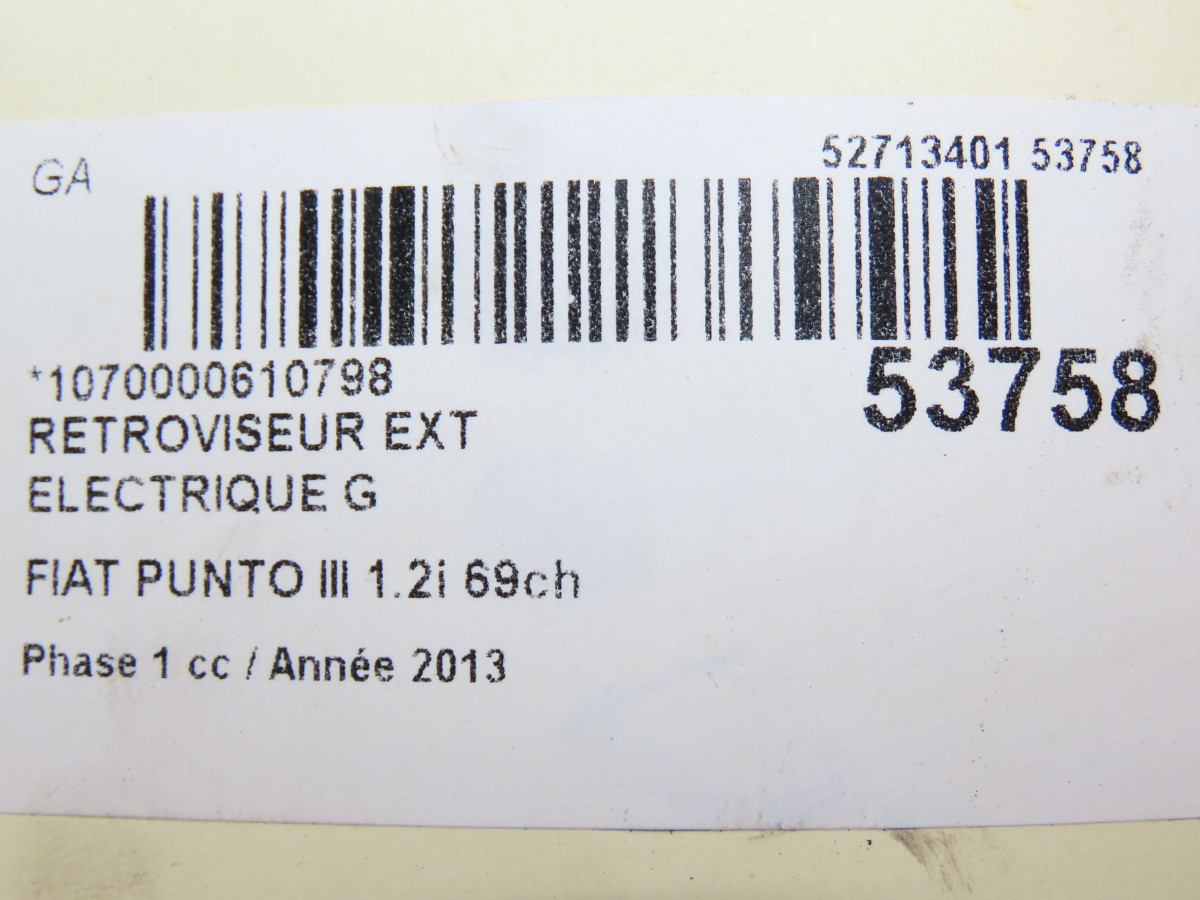 GA
52713401 53758
*1070000610798
53758
RETROVISEUR EXT
ELECTRIQUE G
FIAT PUNTO III 1.2i 69ch
Phase 1 cc / Année 2013